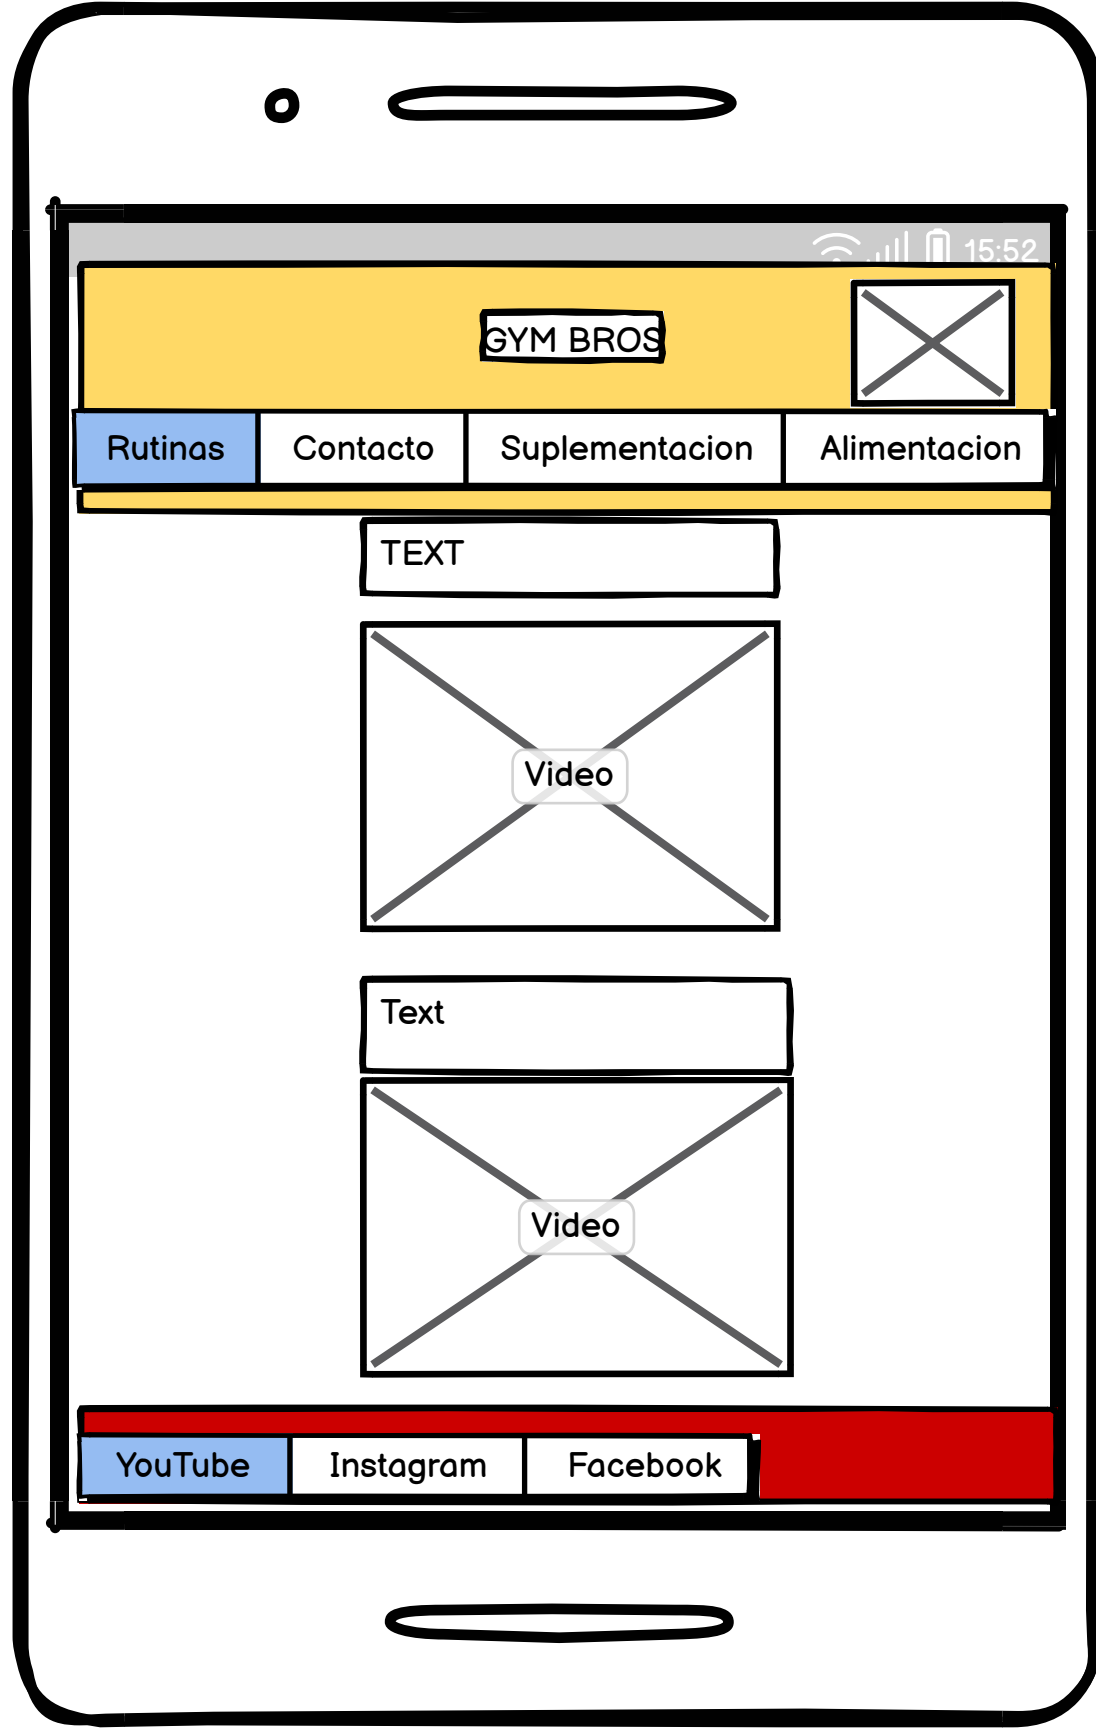 15:52
GYM BROS
Rutinas Contacto Suplementacion Alimentacion
TEXT
Video
Text
Video
YouTube Instagram Facebook